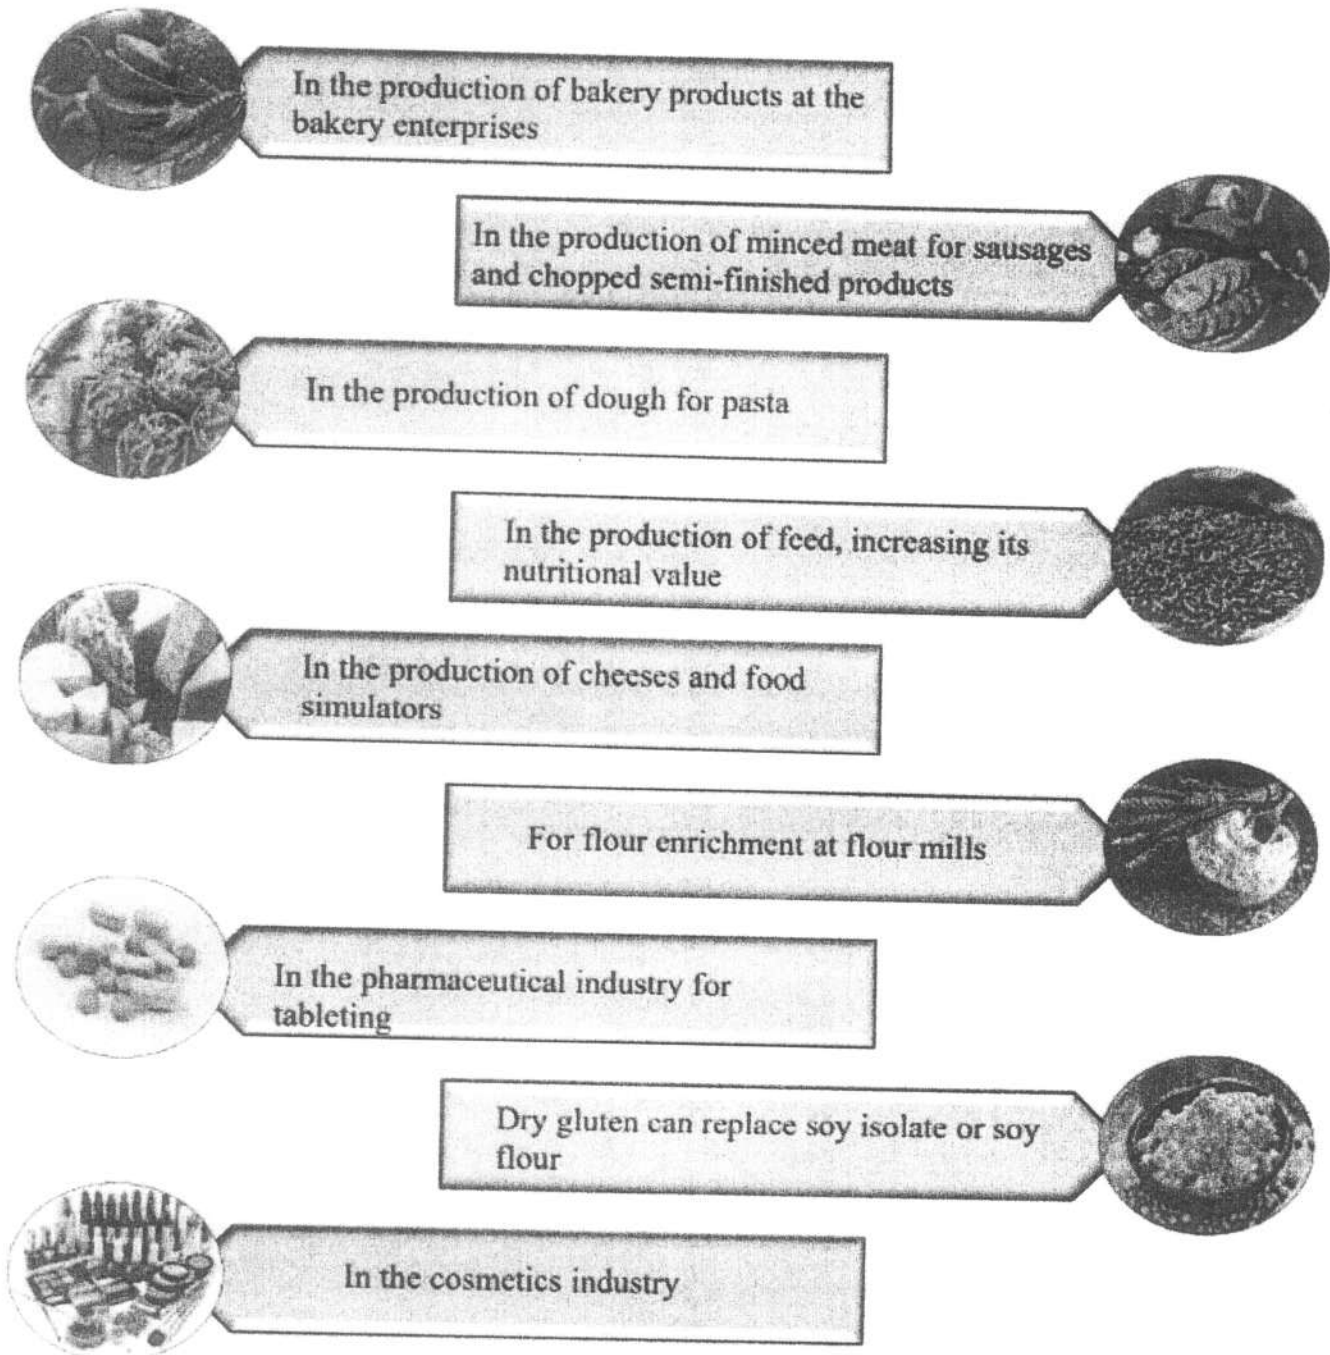 In the production of bakery products at the
bakery enterprises
In the production of minced meat for sausages
and chopped semi-finished products
In the production of dough for pasta
In the production of feed, increasing its
nutritional value
In the production of cheeses and food
simulators
For flour enrichment at flour mills
In the pharmaceutical industry for
tableting
Dry gluten can replace soy isolate or soy
flour
In the cosmetics industry